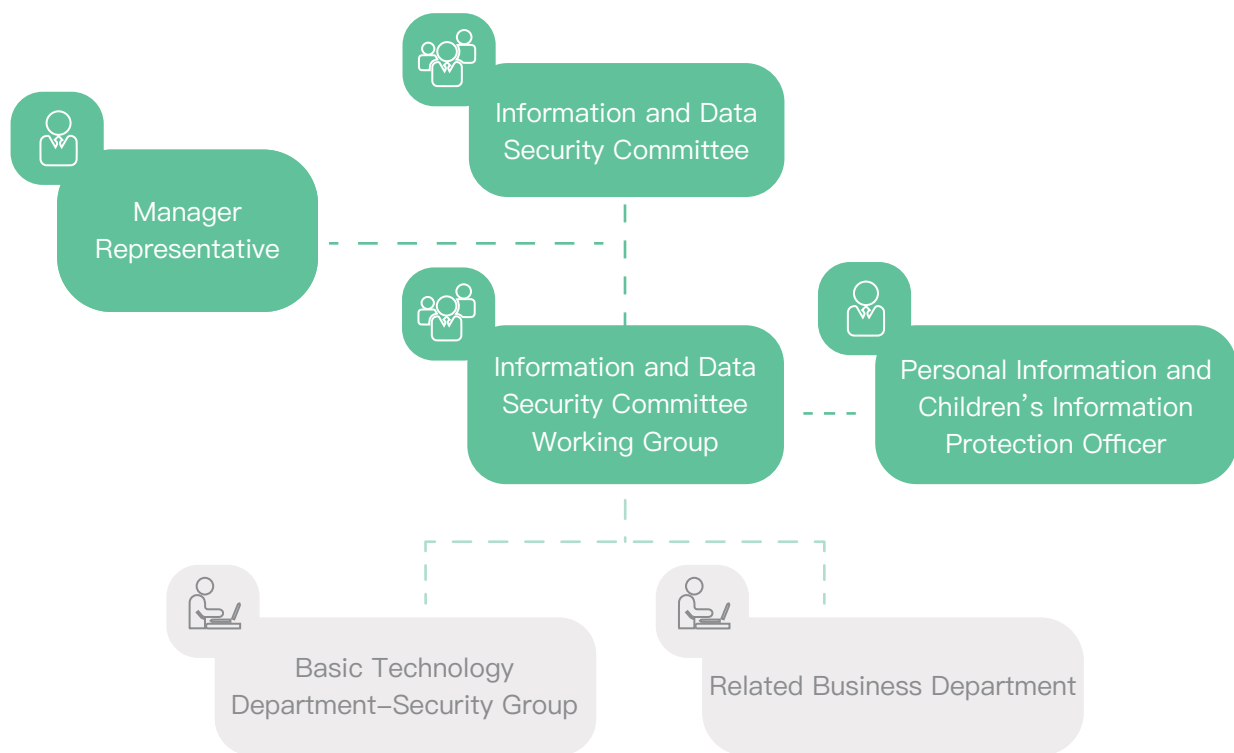 Information and Data
Security Committee
Manager
Representative
Information and Data
Security Committee
Working Group
Personal Information and
Children’s Information
Protection Officer
Basic Technology
Department–Security Group
Related Business Department